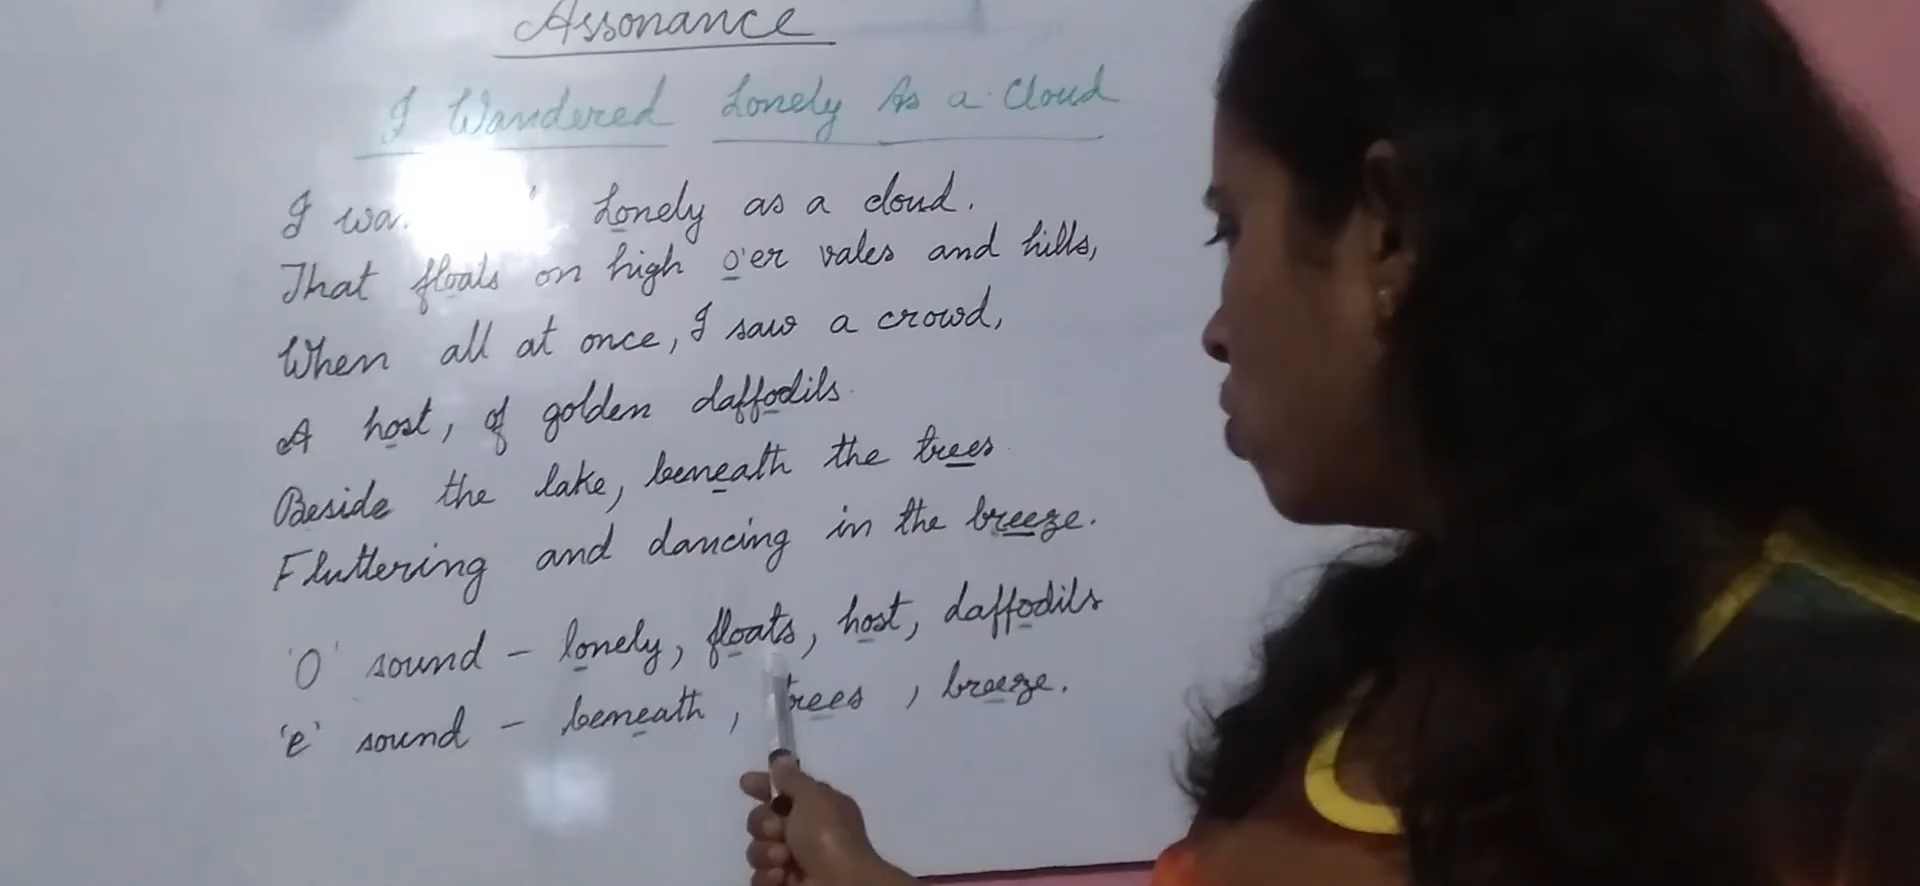 Assonance
I Wandered Lonely As a Cloud
I Lonely as a cloud.
That floats on high o'er vales and hills,
When all at once, I saw a crowd,
A host, of golden daffodils.
Beside the lake, beneath the trees
Fluttering and dancing in the breeze.
'O' sound - lonely, floats, host, daffodils
'e' sound - beneath, trees, breeze.